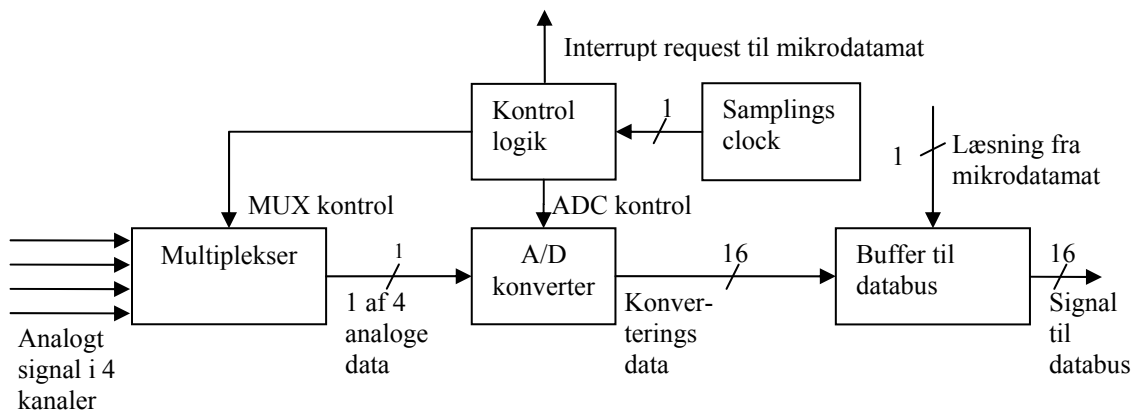 Interrupt request til mikrodatamat
Kontrol
logik
1
Samplings
clock
1
Læsning fra
mikrodatamat
MUX kontrol
ADC kontrol
Multiplekser
1
A/D
konverter
16
Buffer til
databus
16
1 af 4
analoge
data
Konver-
terings
data
Signal
til
databus
Analogt
signal i 4
kanaler